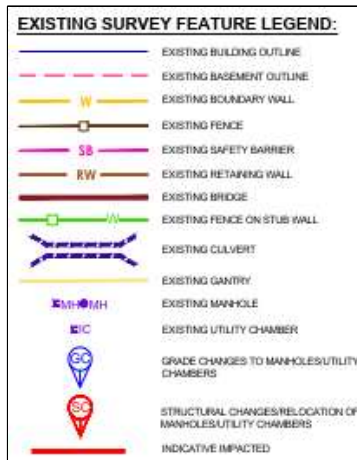 EXISTING SURVEY FEATURE LEGEND:
EXISTING BUILDING OUTLINE
EXISTING BASEMENT OUTLINE
W EXISTING BOUNDARY WALL
EXISTING FENCE
SB EXISTING SAFETY BARRIER
RW EXISTING RETAINING WALL
EXISTING BRIDGE
W EXISTING FENCE ON STUB WALL
EXISTING CULVERT
EXISTING GANTRY
MH MH EXISTING MANHOLE
IC EXISTING UTILITY CHAMBER
GC GRADE CHANGES TO MANHOLES/UTILITY
CHAMBERS
SC STRUCTURAL CHANGES/RELOCATION OF
MANHOLES/UTILITY CHAMBERS
INDICATIVE IMPACTED